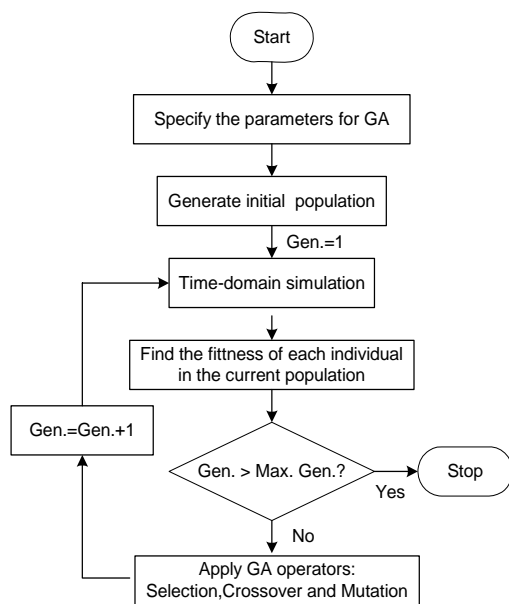 Start
Specify the parameters for GA
Generate initial population
Gen.=1
Time-domain simulation
Find the fittness of each individual
in the current population
Gen.=Gen.+1
Gen. > Max. Gen.?
Yes
Stop
No
Apply GA operators:
Selection,Crossover and Mutation